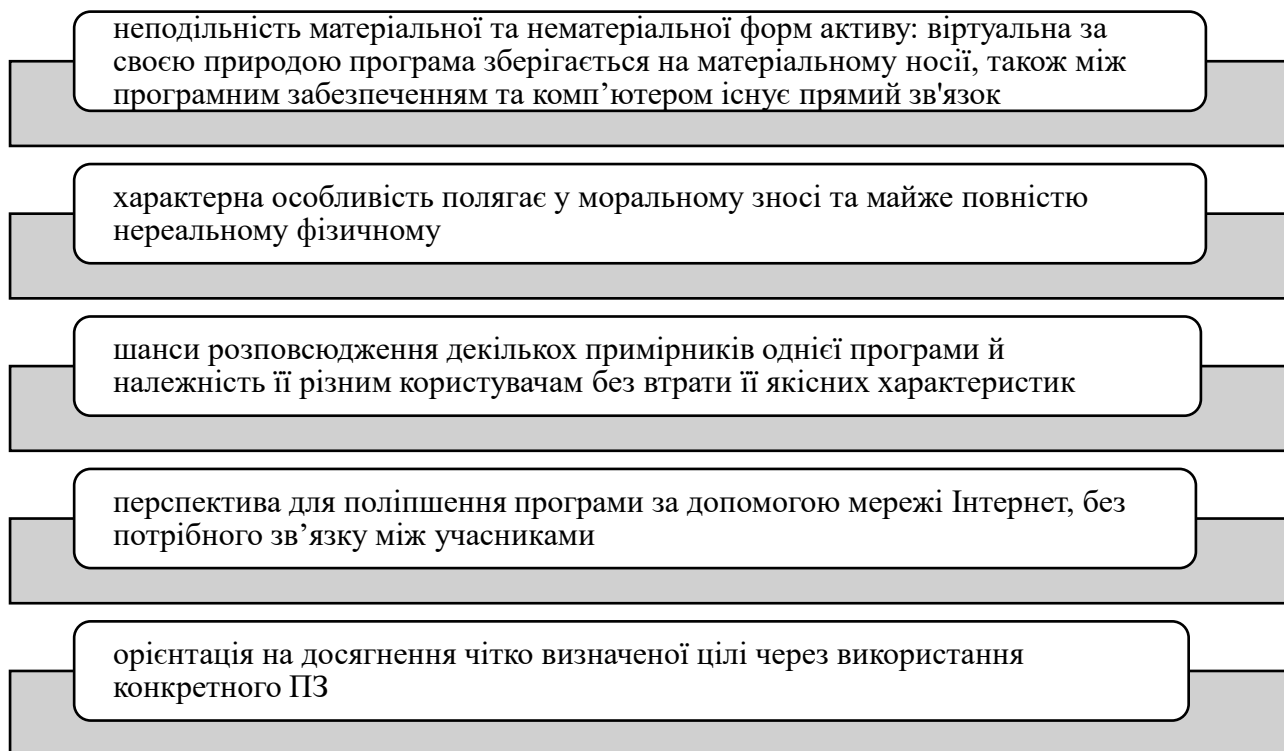 неподільність матеріальної та нематеріальної форм активу: віртуальна за
своєю природою програма зберігається на матеріальному носії, також між
програмним забезпеченням та комп’ютером існує прямий зв'язок
характерна особливість полягає у моральному зносі та майже повністю
нереальному фізичному
шанси розповсюдження декількох примірників однієї програми й
належність її різним користувачам без втрати її якісних характеристик
перспектива для поліпшення програми за допомогою мережі Інтернет, без
потрібного зв’язку між учасниками
орієнтація на досягнення чітко визначеної цілі через використання
конкретного ПЗ